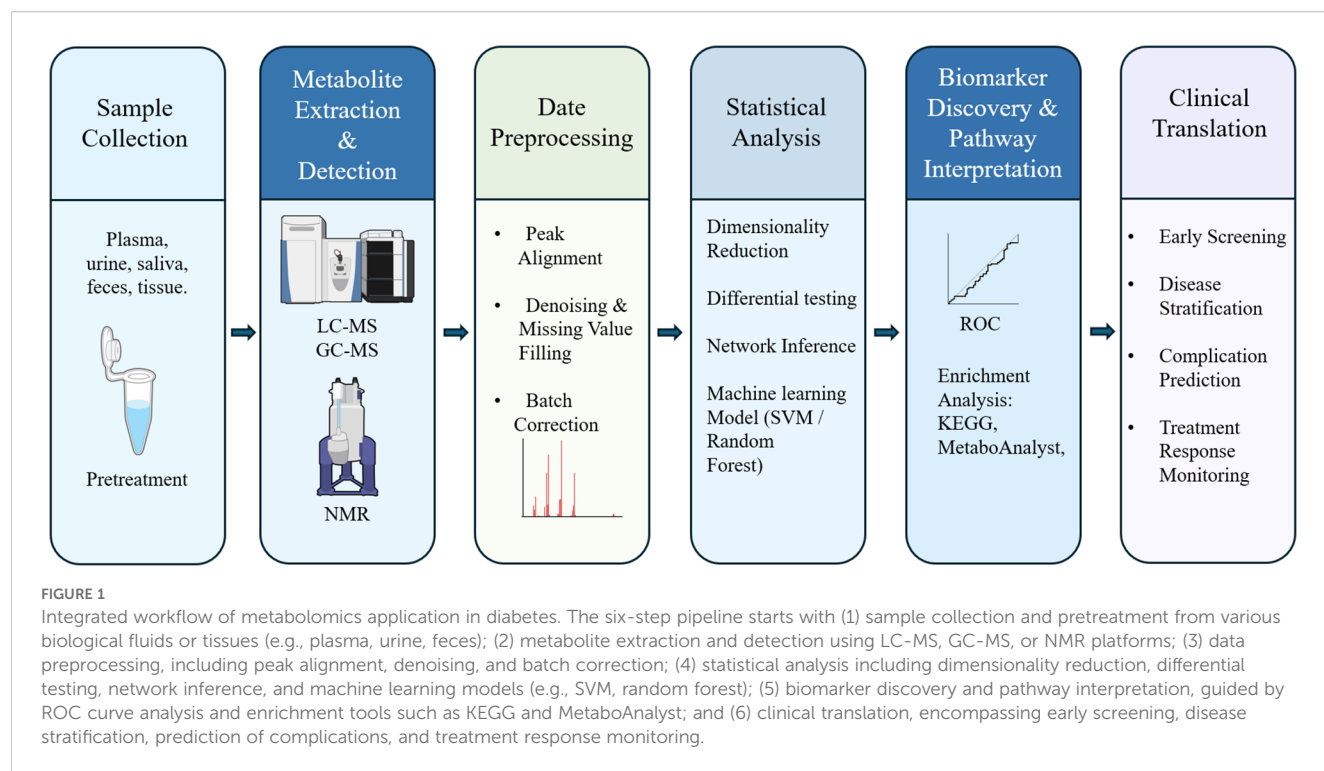 Sample
Collection
Plasma,
urine, saliva,
feces, tissue.
Pretreatment
Metabolite
Extraction
&
Detection
LC-MS
GC-MS
NMR
Date
Preprocessing
• Peak
Alignment
• Denoising &
Missing Value
Filling
• Batch
Correction
Statistical
Analysis
Dimensionality
Reduction
Differential testing
Network Inference
Machine learning
Model (SVM /
Random
Forest)
Biomarker
Discovery &
Pathway
Interpretation
ROC
Enrichment
Analysis:
KEGG,
MetaboAnalyst,
Clinical
Translation
• Early Screening
• Disease
Stratification
• Complication
Prediction
• Treatment
Response
Monitoring
FIGURE 1
Integrated workflow of metabolomics application in diabetes. The six-step pipeline starts with (1) sample collection and pretreatment from various
biological fluids or tissues (e.g., plasma, urine, feces); (2) metabolite extraction and detection using LC-MS, GC-MS, or NMR platforms; (3) data
preprocessing, including peak alignment, denoising, and batch correction; (4) statistical analysis including dimensionality reduction, differential
testing, network inference, and machine learning models (e.g., SVM, random forest); (5) biomarker discovery and pathway interpretation, guided by
ROC curve analysis and enrichment tools such as KEGG and MetaboAnalyst; and (6) clinical translation, encompassing early screening, disease
stratification, prediction of complications, and treatment response monitoring.